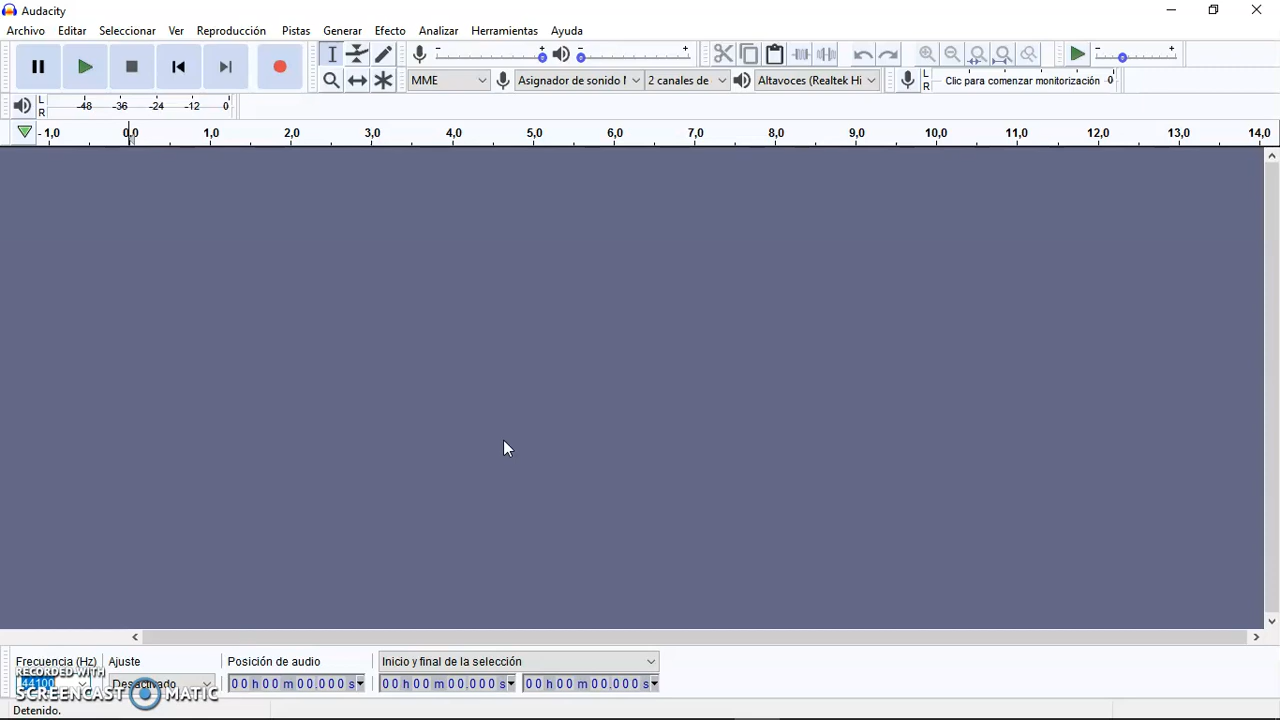 Audacity
Archivo Editar Seleccionar Ver Reproducción Pistas Generar Efecto Analizar Herramientas Ayuda
MME Asignador de sonido 2 canales de Altavoces (Realtek Hi L R Clic para comenzar monitorización 0
L R -48 -36 -24 -12 0
- 1,0 0,0 1,0 2,0 3,0 4,0 5,0 6,0 7,0 8,0 9,0 10,0 11,0 12,0 13,0 14,0
Frecuencia (Hz) Ajuste Posición de audio Inicio y final de la selección
RECORDED WITH
44100 Desactivado 00 h 00 m 00.000 s 00 h 00 m 00.000 s 00 h 00 m 00.000 s
SCREENCAST MATIC
Detenido.